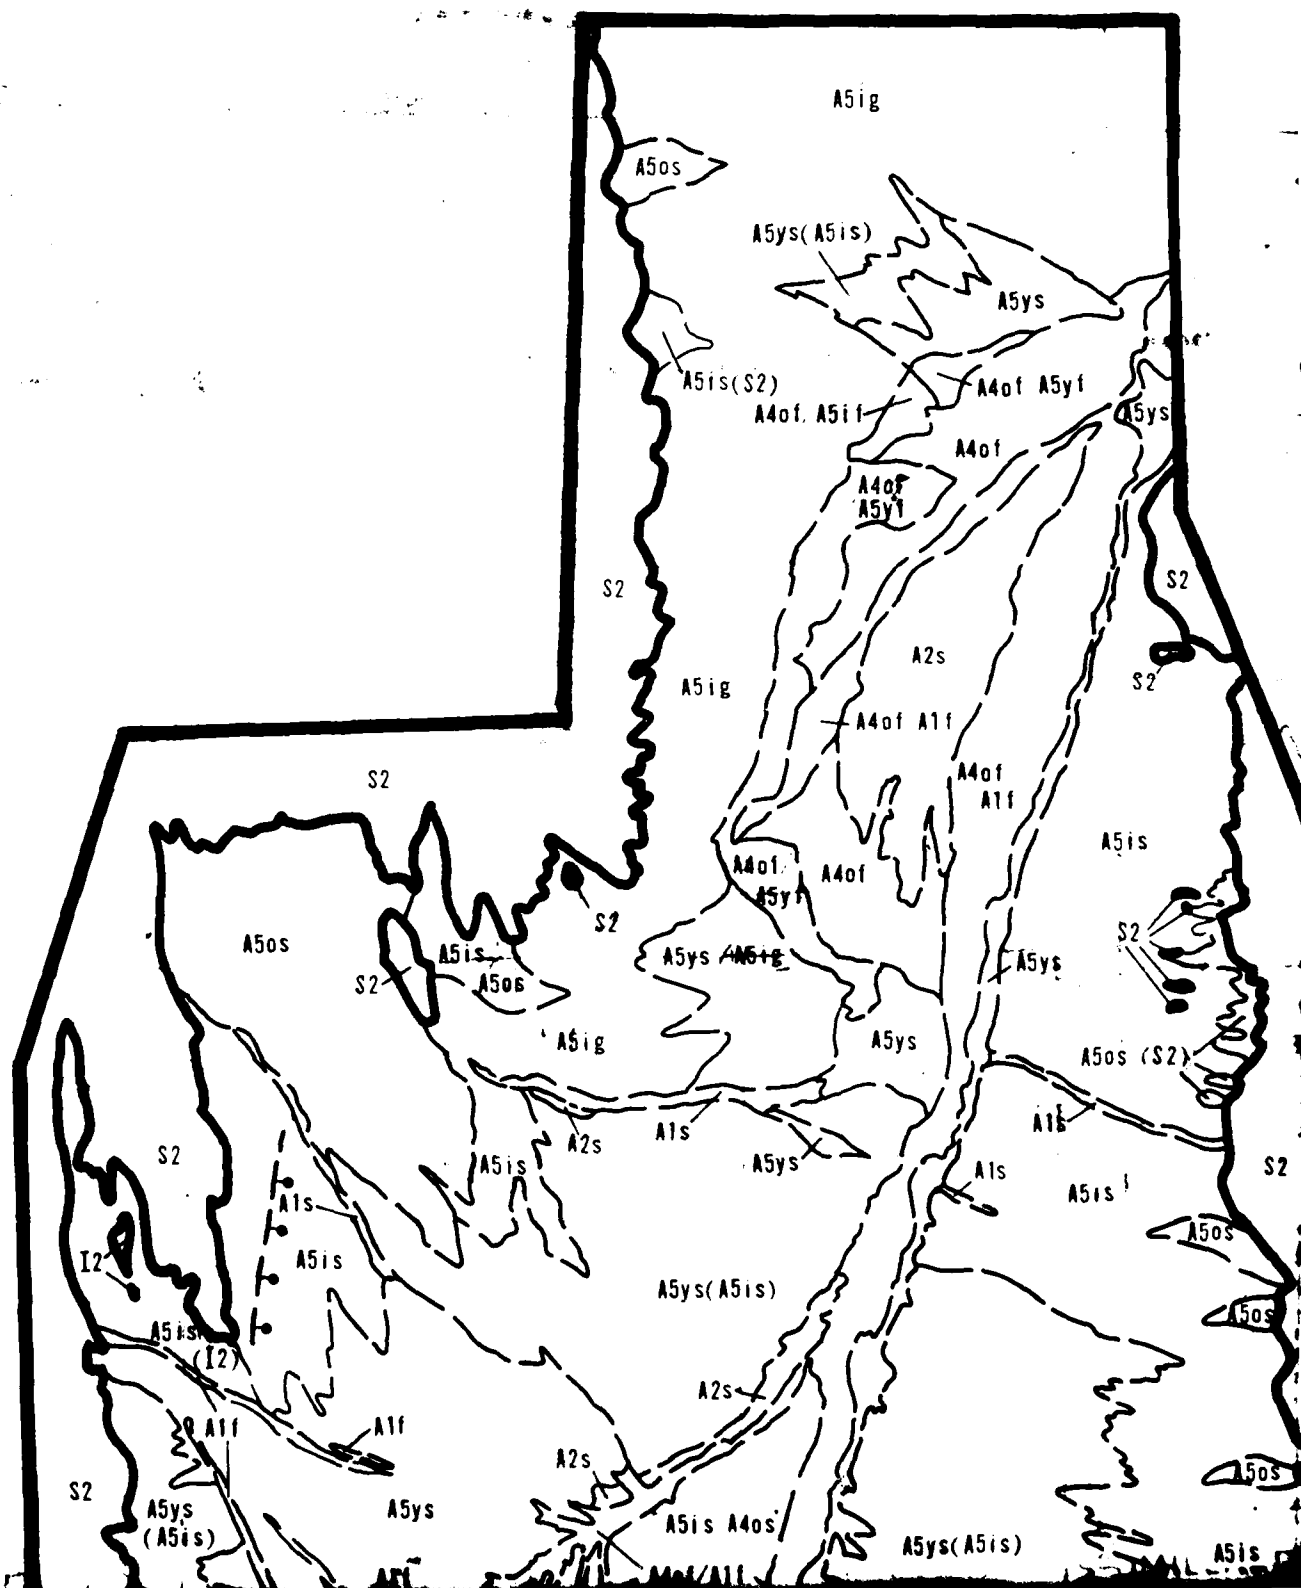 A5ig
A5os
A5ys(A5is)
A5ys
A5is(S2)
A4of A5yf
A4of. A5if
A5ys
A4of
A4of
A5yf
S2
S2
A2s
S2
A5ig
A4of A1f
S2
A4of
A1f
A5is
A4of
A5yf
A4of
S2
S2
A5os
A5is
A5os
A5ys A5ig
A5ys
S2
A5ig
A5ys
A5os (S2)
A2s
A1s
A1s
A5ys
S2
A5is
A1s
S2
A5is
A1s
A5os
I2
A5is
A5ys(A5is)
A5os
A5is
(I2)
A2s
A1f
A1f
A2s
A5os
S2
A5ys
(A5is)
A5ys
A5is A4os
A5ys(A5is)
A5is